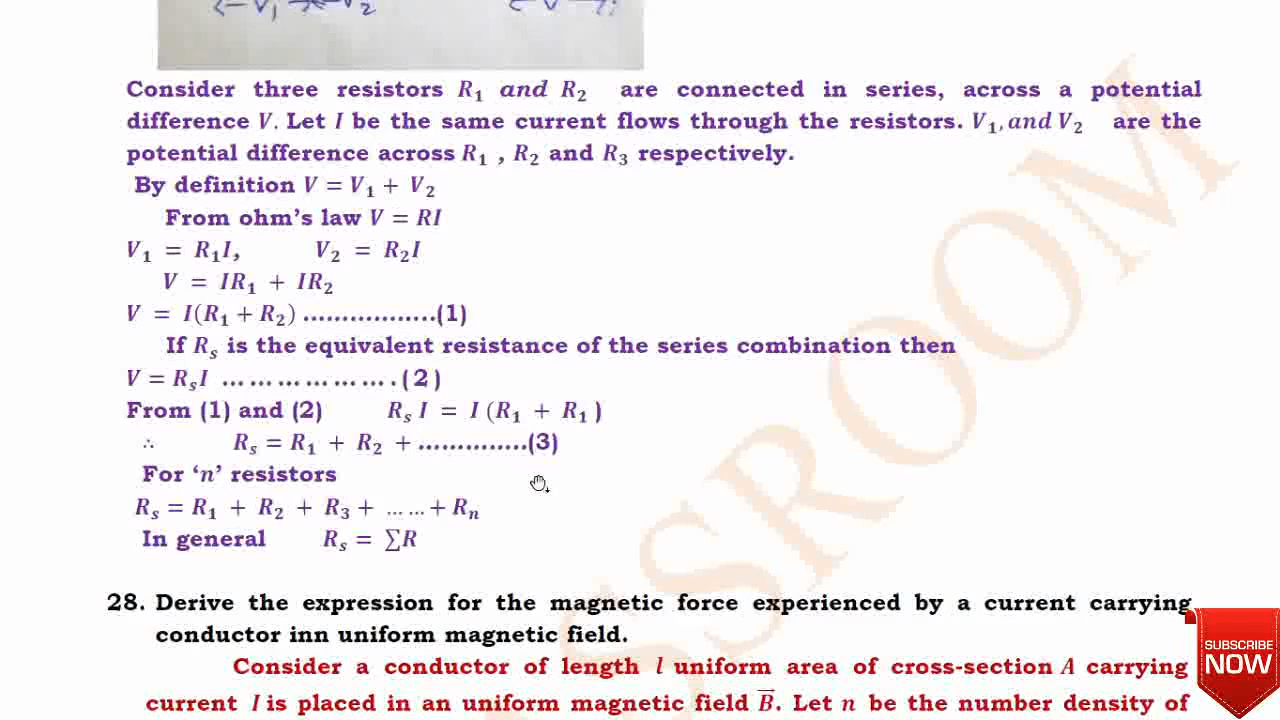 V₁ V₂ V
Consider three resistors R₁ and R₂ are connected in series, across a potential
difference V. Let I be the same current flows through the resistors. V₁, and V₂ are the
potential difference across R₁ , R₂ and R₃ respectively.
By definition V = V₁ + V₂
From ohm's law V = RI
V₁ = R₁I, V₂ = R₂I
V = IR₁ + IR₂
V = I(R₁ + R₂) ……………..(1)
If Rₛ is the equivalent resistance of the series combination then
V = RₛI … … … … … … . ( 2 )
From (1) and (2) Rₛ I = I (R₁ + R₁ )
∴ Rₛ = R₁ + R₂ + …………..(3)
For ‘n’ resistors
Rₛ = R₁ + R₂ + R₃ + … … + Rₙ
In general Rₛ = ∑R
28. Derive the expression for the magnetic force experienced by a current carrying
conductor inn uniform magnetic field.
Consider a conductor of length l uniform area of cross-section A carrying
current I is placed in an uniform magnetic field B⃗. Let n be the number density of
SUBSCRIBE
NOW
SSROOM